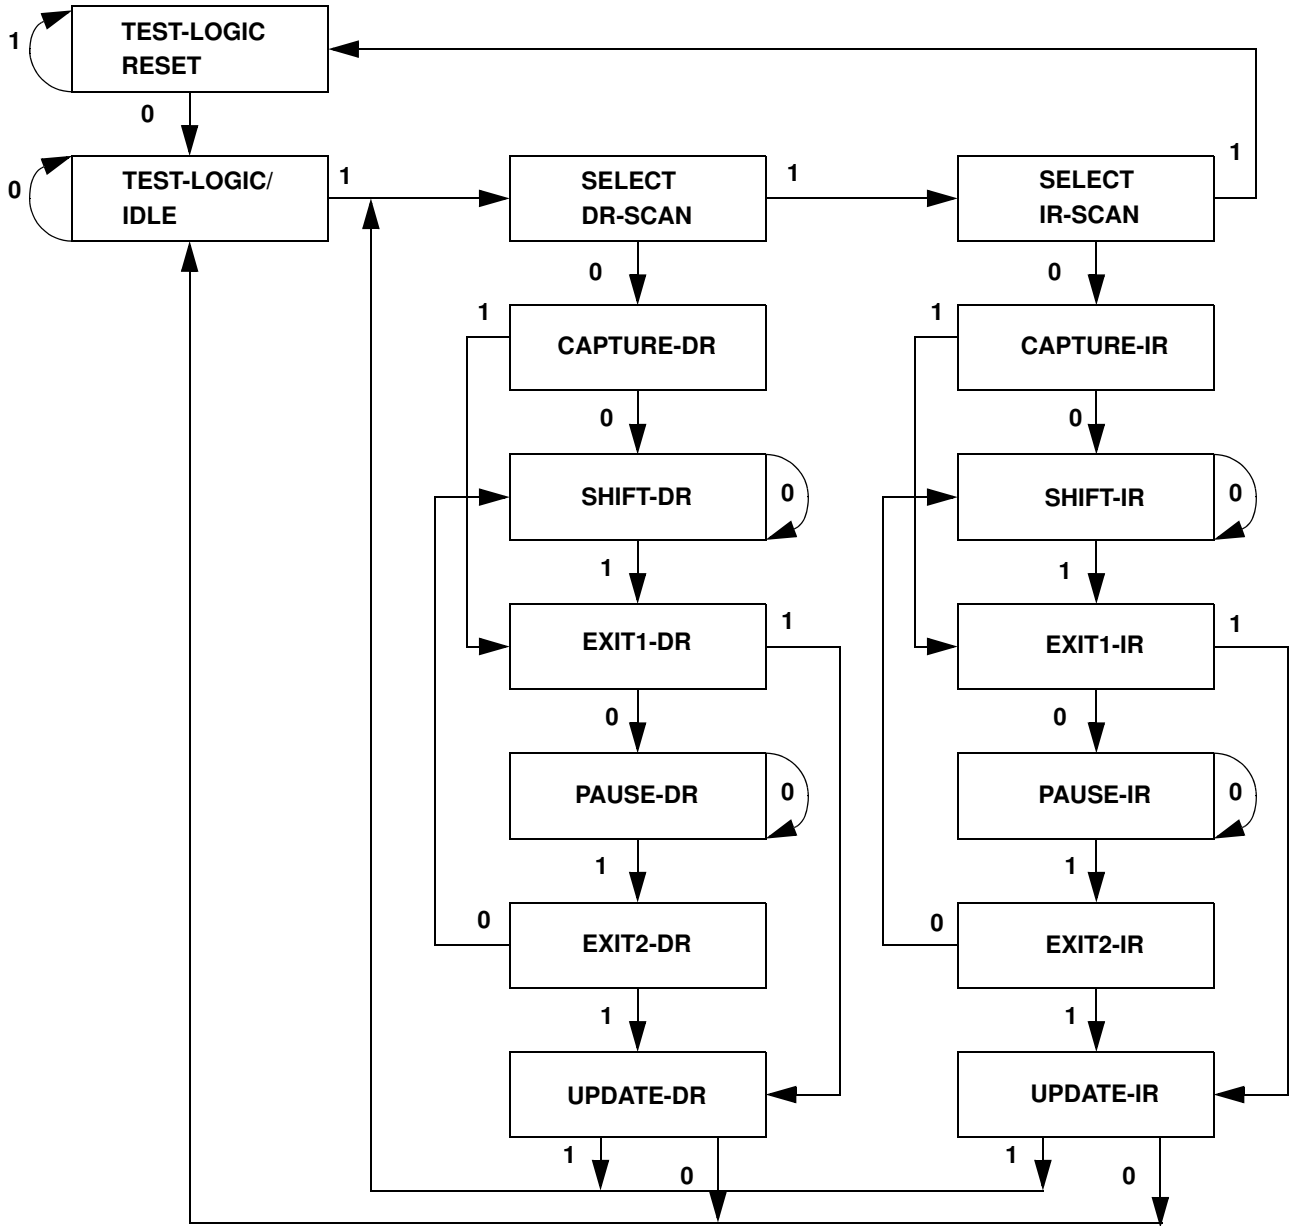 1
TEST-LOGIC
RESET
0
0
TEST-LOGIC/
IDLE
1
SELECT
DR-SCAN
1
SELECT
IR-SCAN
1
0
0
1
CAPTURE-DR
1
CAPTURE-IR
0
0
SHIFT-DR
0
SHIFT-IR
0
1
1
EXIT1-DR
1
EXIT1-IR
1
0
0
PAUSE-DR
0
PAUSE-IR
0
1
1
0
EXIT2-DR
0
EXIT2-IR
1
1
UPDATE-DR
UPDATE-IR
1
0
1
0